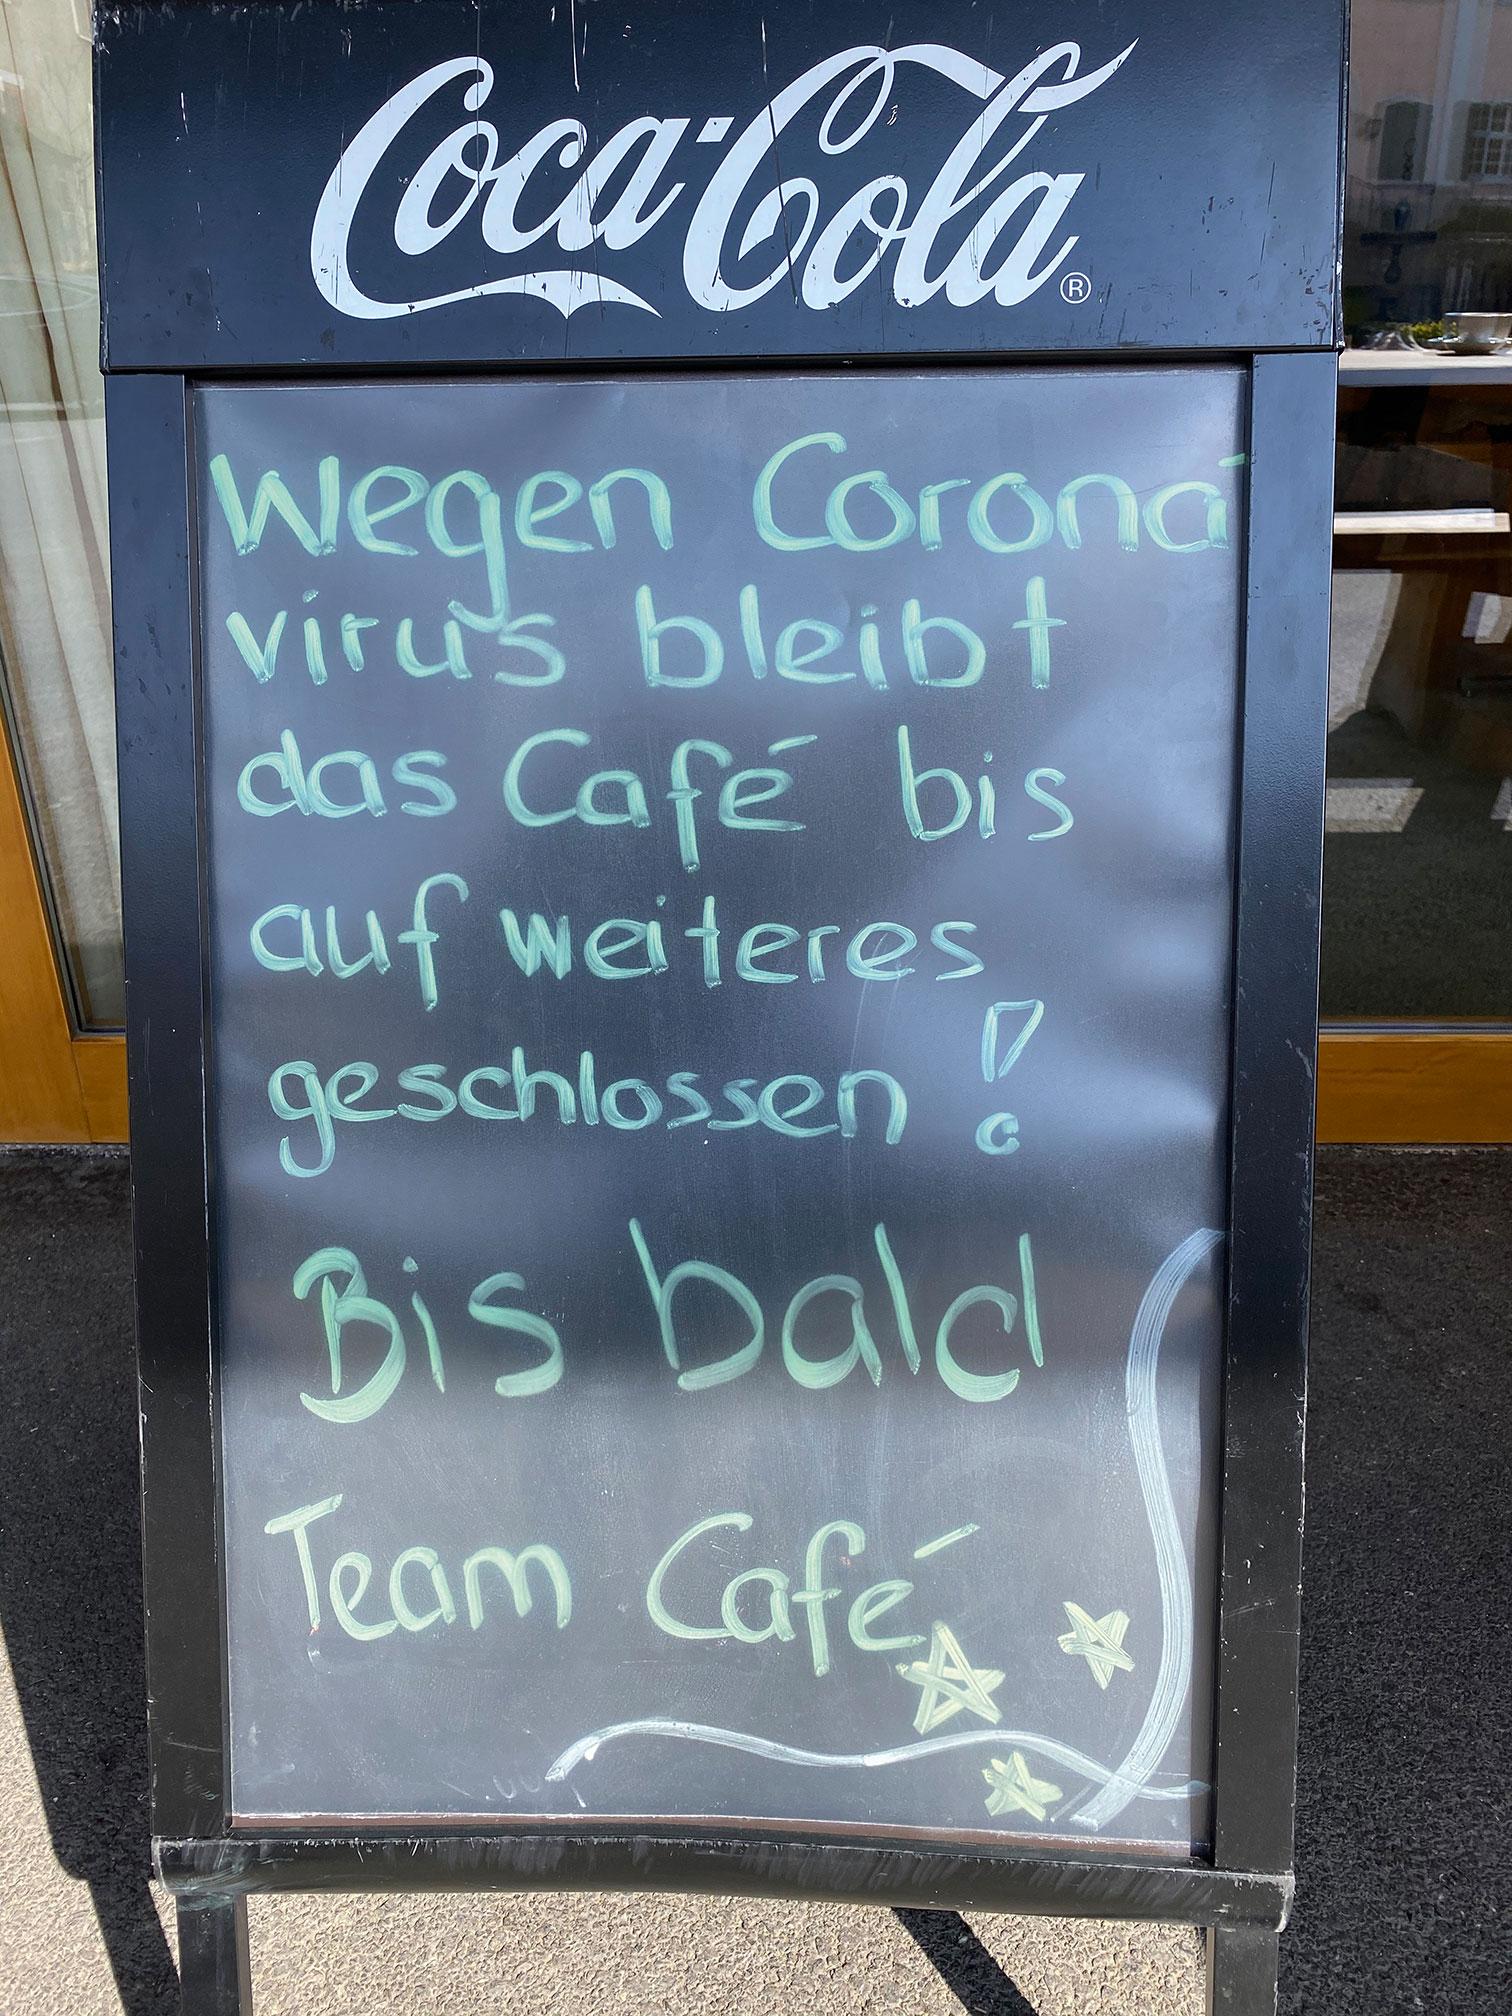 Coca-Cola®
Wegen Corona-
virus bleibt
das Café bis
auf weiteres
geschlossen!
Bis bald
Team Café